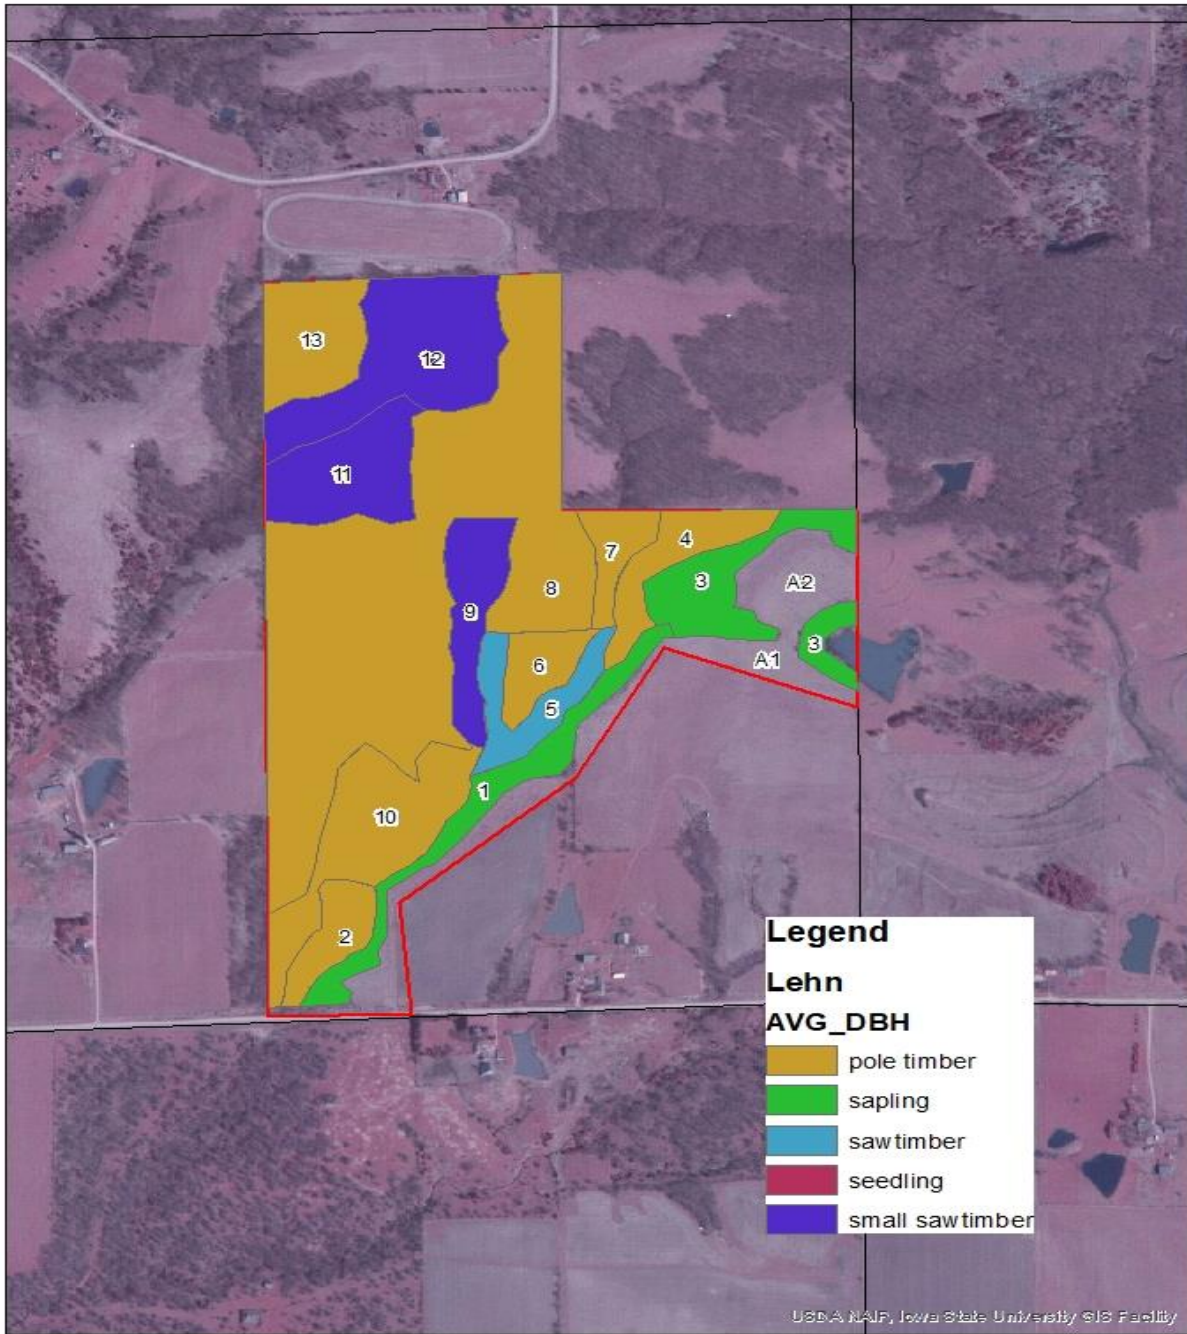 13
12
11
7
4
3
A2
8
9
3
6
A1
5
1
10
2
Legend
Lehn
AVG_DBH
pole timber
sapling
sawtimber
seedling
small sawtimber
USDA NAIP, Iowa State University GIS Facility